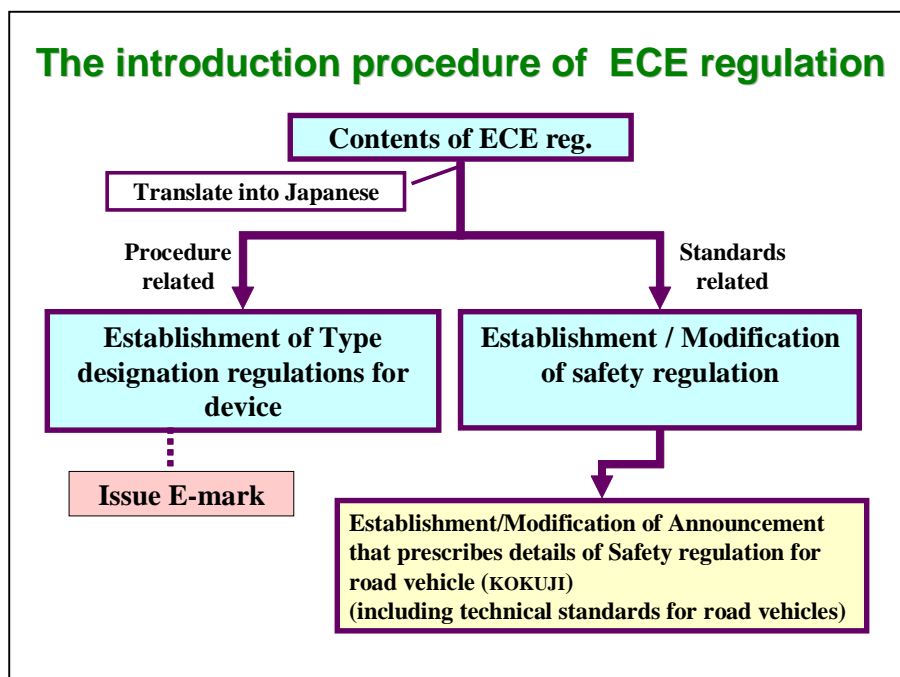 The introduction procedure of ECE regulation
Contents of ECE reg.
Translate into Japanese
Procedure
related
Standards
related
Establishment of Type
designation regulations for
device
Establishment / Modification
of safety regulation
Issue E-mark
Establishment/Modification of Announcement
that prescribes details of Safety regulation for
road vehicle (KOKUJI)
(including technical standards for road vehicles)